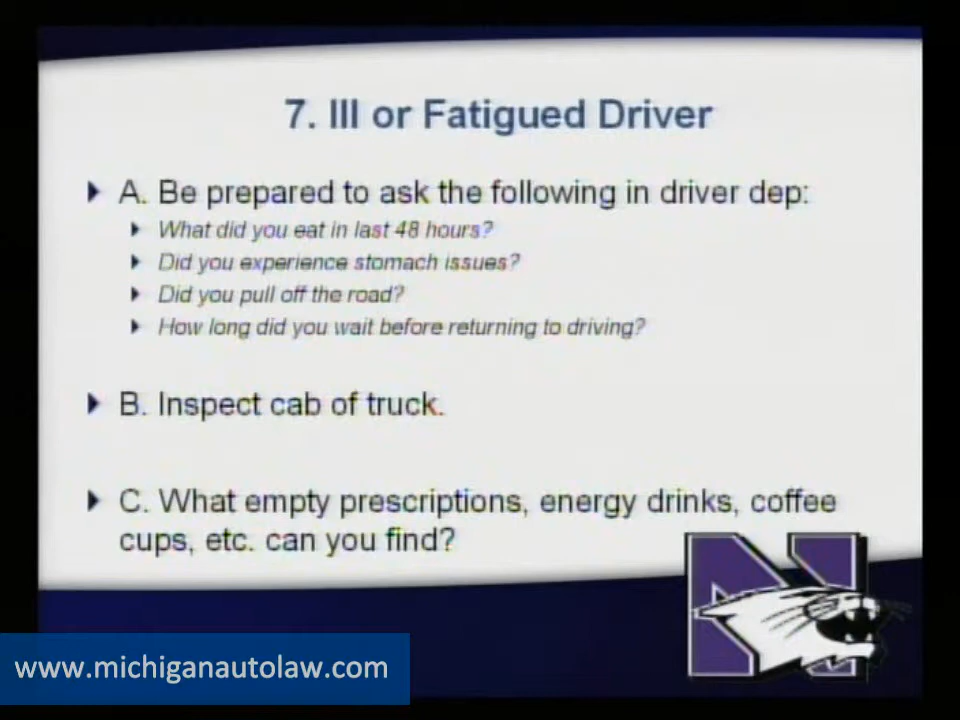 7. Ill or Fatigued Driver
A. Be prepared to ask the following in driver dep:
What did you eat in last 48 hours?
Did you experience stomach issues?
Did you pull off the road?
How long did you wait before returning to driving?
B. Inspect cab of truck.
C. What empty prescriptions, energy drinks, coffee
cups, etc. can you find?
N
www.michiganautolaw.com